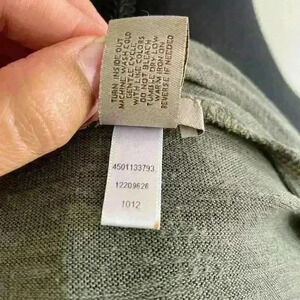 TURN INSIDE OUT
MACHINE WASH COLD
GENTLE CYCLE
WITH LIKE COLORS
DO NOT BLEACH
TUMBLE DRY LOW
WARM IRON ON
REVERSE IF NEEDED
4501133793
12209626
1012